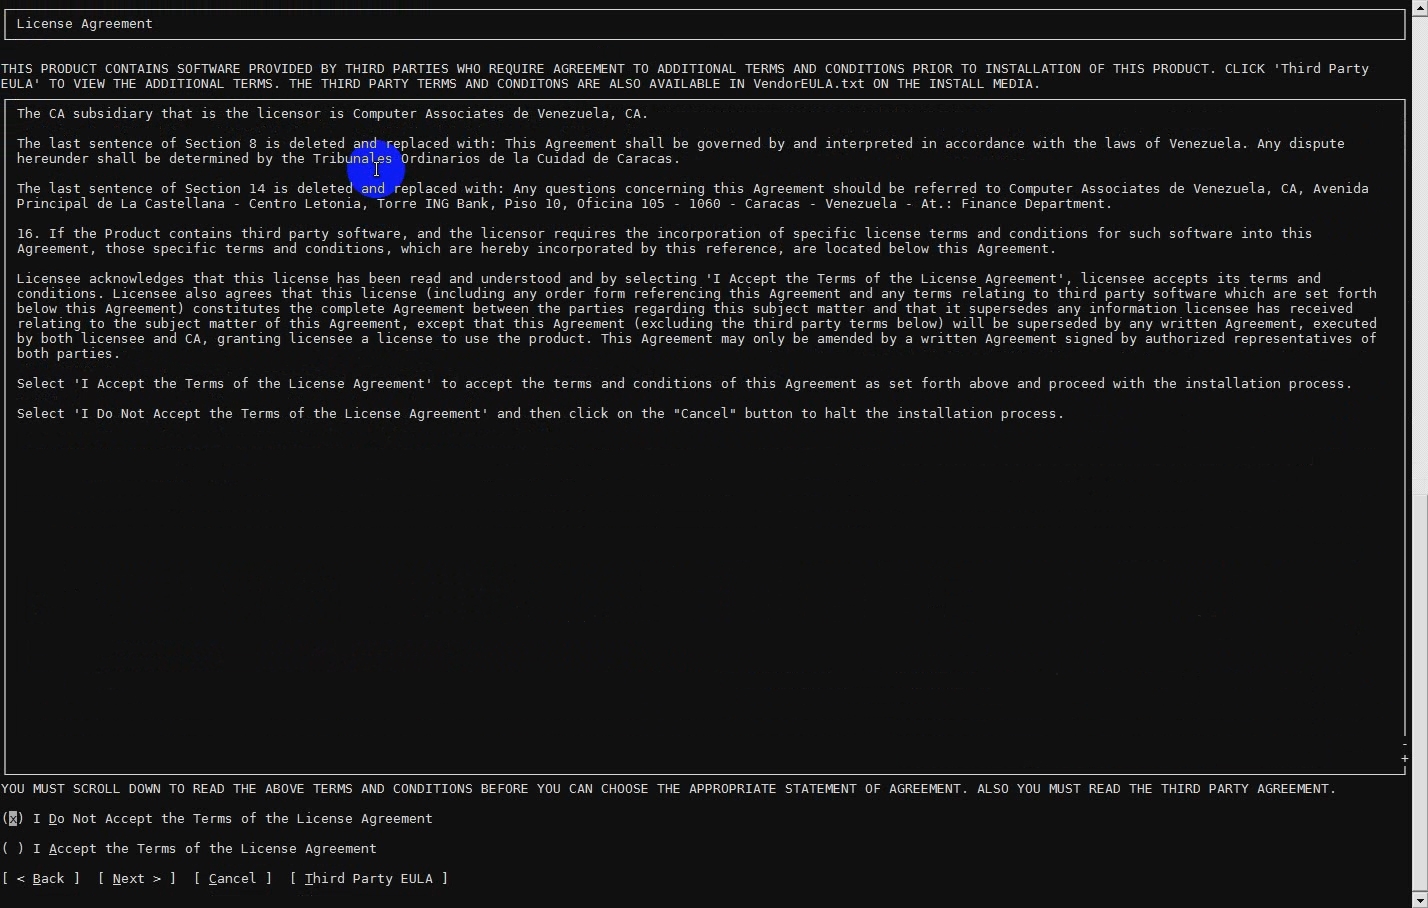 License Agreement
THIS PRODUCT CONTAINS SOFTWARE PROVIDED BY THIRD PARTIES WHO REQUIRE AGREEMENT TO ADDITIONAL TERMS AND CONDITIONS PRIOR TO INSTALLATION OF THIS PRODUCT. CLICK 'Third Party
EULA' TO VIEW THE ADDITIONAL TERMS. THE THIRD PARTY TERMS AND CONDITONS ARE ALSO AVAILABLE IN VendorEULA.txt ON THE INSTALL MEDIA.
The CA subsidiary that is the licensor is Computer Associates de Venezuela, CA.
The last sentence of Section 8 is deleted and replaced with: This Agreement shall be governed by and interpreted in accordance with the laws of Venezuela. Any dispute
hereunder shall be determined by the Tribunales Ordinarios de la Cuidad de Caracas.
The last sentence of Section 14 is deleted and replaced with: Any questions concerning this Agreement should be referred to Computer Associates de Venezuela, CA, Avenida
Principal de La Castellana - Centro Letonia, Torre ING Bank, Piso 10, Oficina 105 - 1060 - Caracas - Venezuela - At.: Finance Department.
16. If the Product contains third party software, and the licensor requires the incorporation of specific license terms and conditions for such software into this
Agreement, those specific terms and conditions, which are hereby incorporated by this reference, are located below this Agreement.
Licensee acknowledges that this license has been read and understood and by selecting 'I Accept the Terms of the License Agreement', licensee accepts its terms and
conditions. Licensee also agrees that this license (including any order form referencing this Agreement and any terms relating to third party software which are set forth
below this Agreement) constitutes the complete Agreement between the parties regarding this subject matter and that it supersedes any information licensee has received
relating to the subject matter of this Agreement, except that this Agreement (excluding the third party terms below) will be superseded by any written Agreement, executed
by both licensee and CA, granting licensee a license to use the product. This Agreement may only be amended by a written Agreement signed by authorized representatives of
both parties.
Select 'I Accept the Terms of the License Agreement' to accept the terms and conditions of this Agreement as set forth above and proceed with the installation process.
Select 'I Do Not Accept the Terms of the License Agreement' and then click on the "Cancel" button to halt the installation process.
-
+
YOU MUST SCROLL DOWN TO READ THE ABOVE TERMS AND CONDITIONS BEFORE YOU CAN CHOOSE THE APPROPRIATE STATEMENT OF AGREEMENT. ALSO YOU MUST READ THE THIRD PARTY AGREEMENT.
(x) I Do Not Accept the Terms of the License Agreement
( ) I Accept the Terms of the License Agreement
[ < Back ] [ Next > ] [ Cancel ] [ Third Party EULA ]